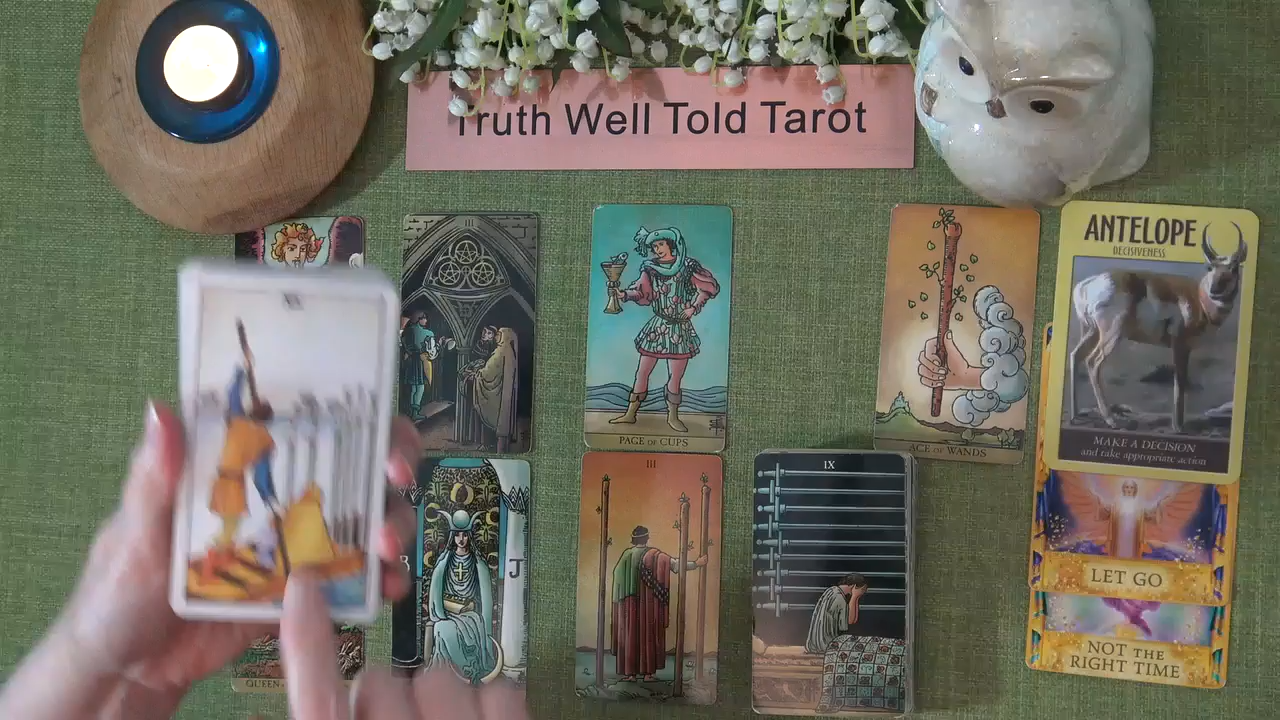 Truth Well Told Tarot
III
PAGE OF CUPS
ACE OF WANDS
ANTELOPE
DECISIVENESS
MAKE A DECISION
and take appropriate action
B
J
III
IX
LET GO
NOT THE
RIGHT TIME
QUEEN